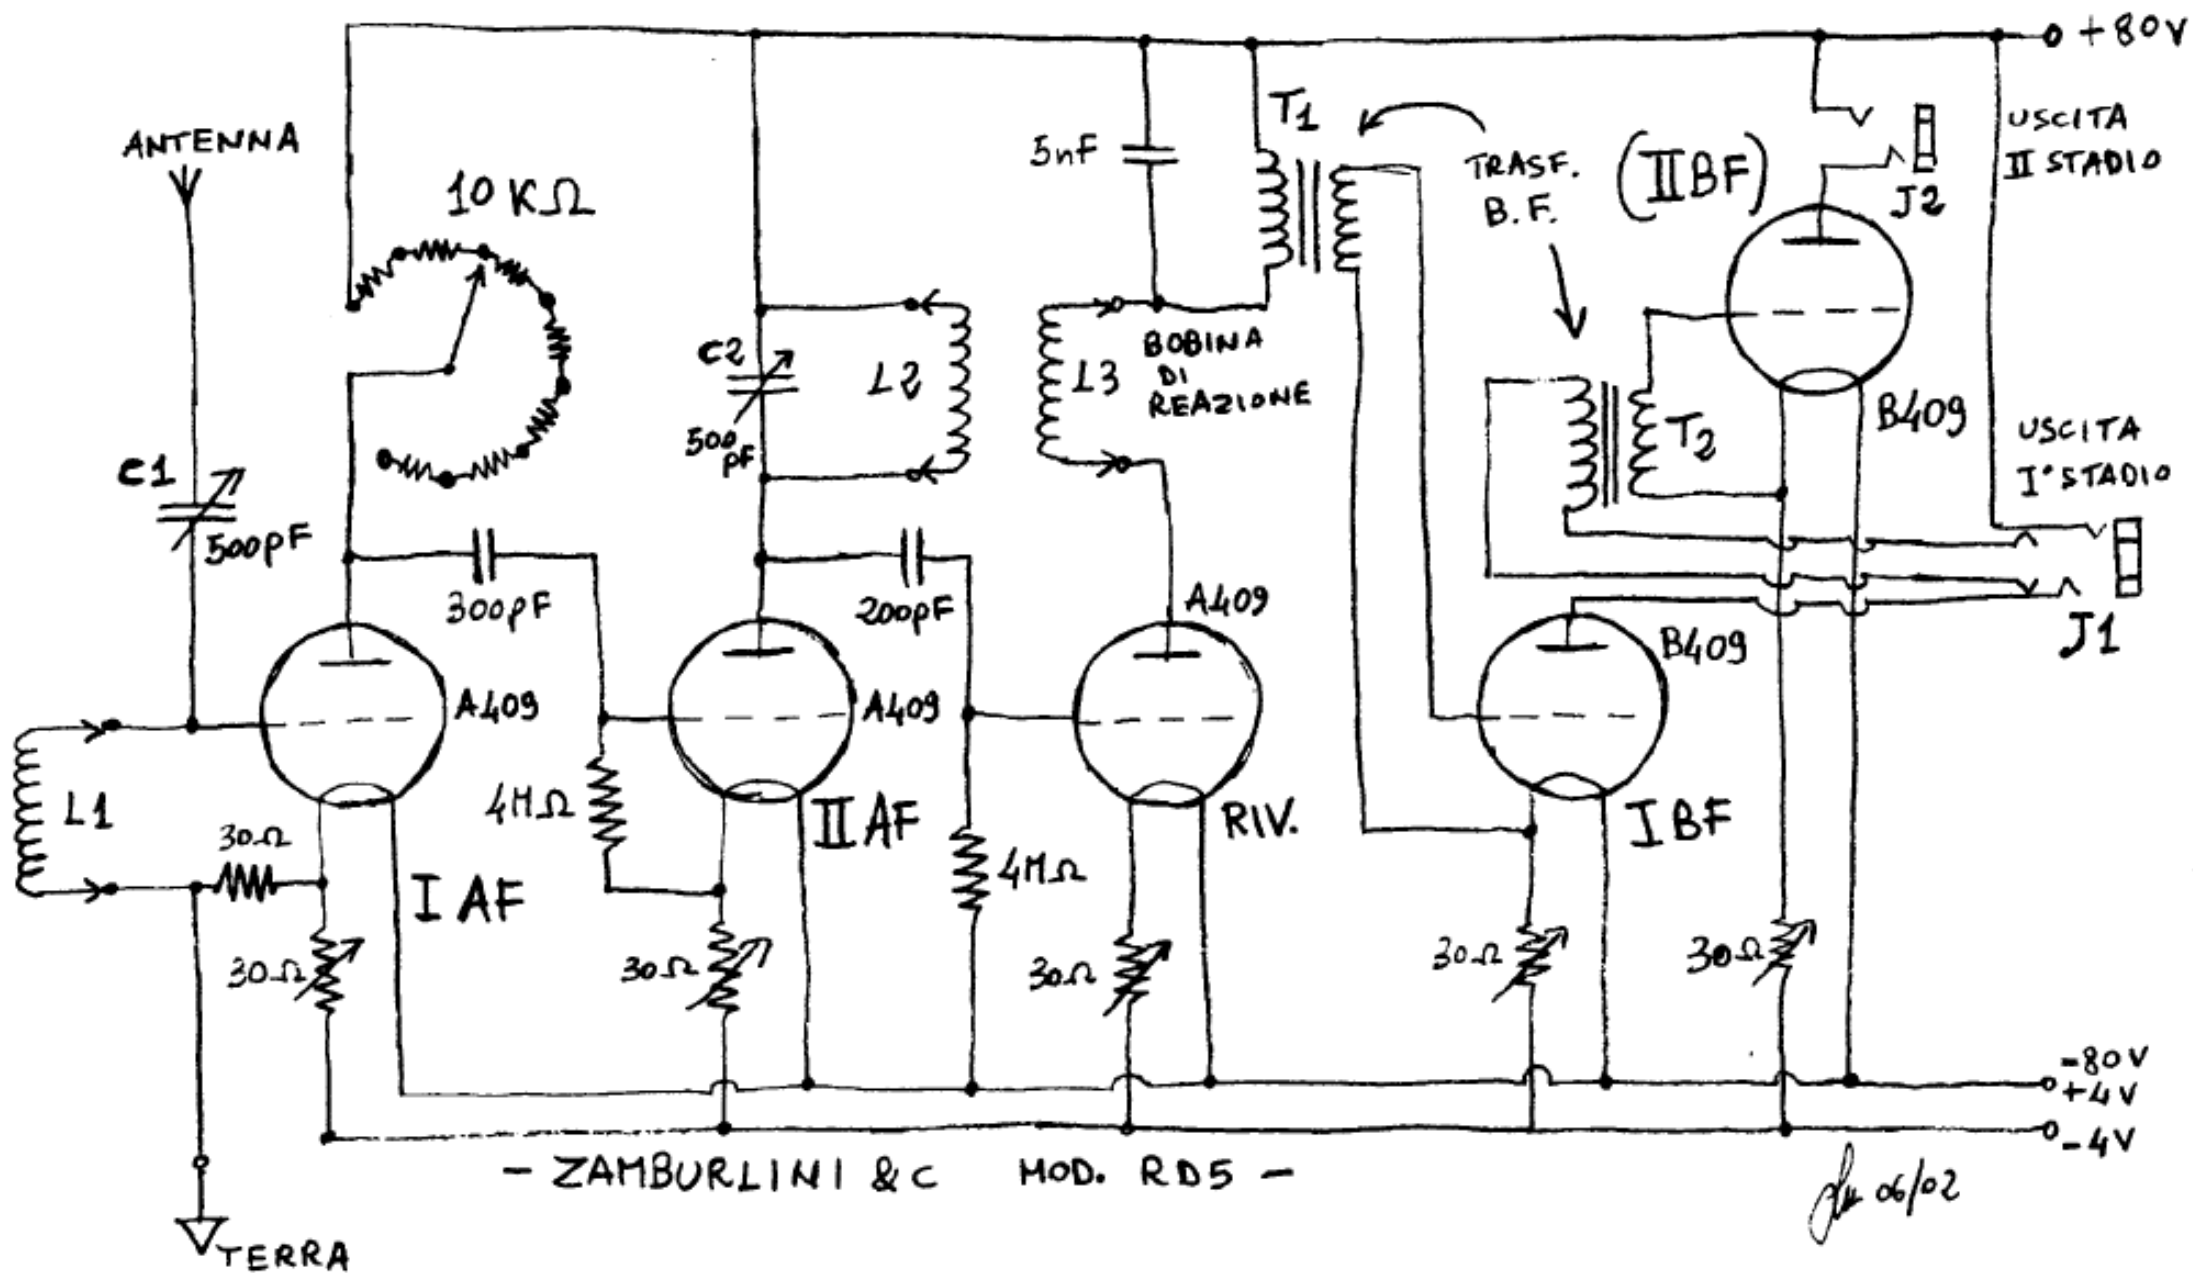 +80V
ANTENNA
10 KΩ
C1
500pF
300pF
A409
L1
30Ω
I AF
30Ω
C2
500
pF
L2
200pF
A409
4MΩ
II AF
30Ω
5nF
T1
L3
BOBINA
DI
REAZIONE
A409
RIV.
4MΩ
30Ω
TRASF.
B.F.
(IIBF)
J2
USCITA
II STADIO
B409
T2
USCITA
I° STADIO
J1
B409
I BF
30Ω
30Ω
-80V
+4V
-4V
- ZAMBURLINI & C MOD. RD5 -
06/02
TERRA